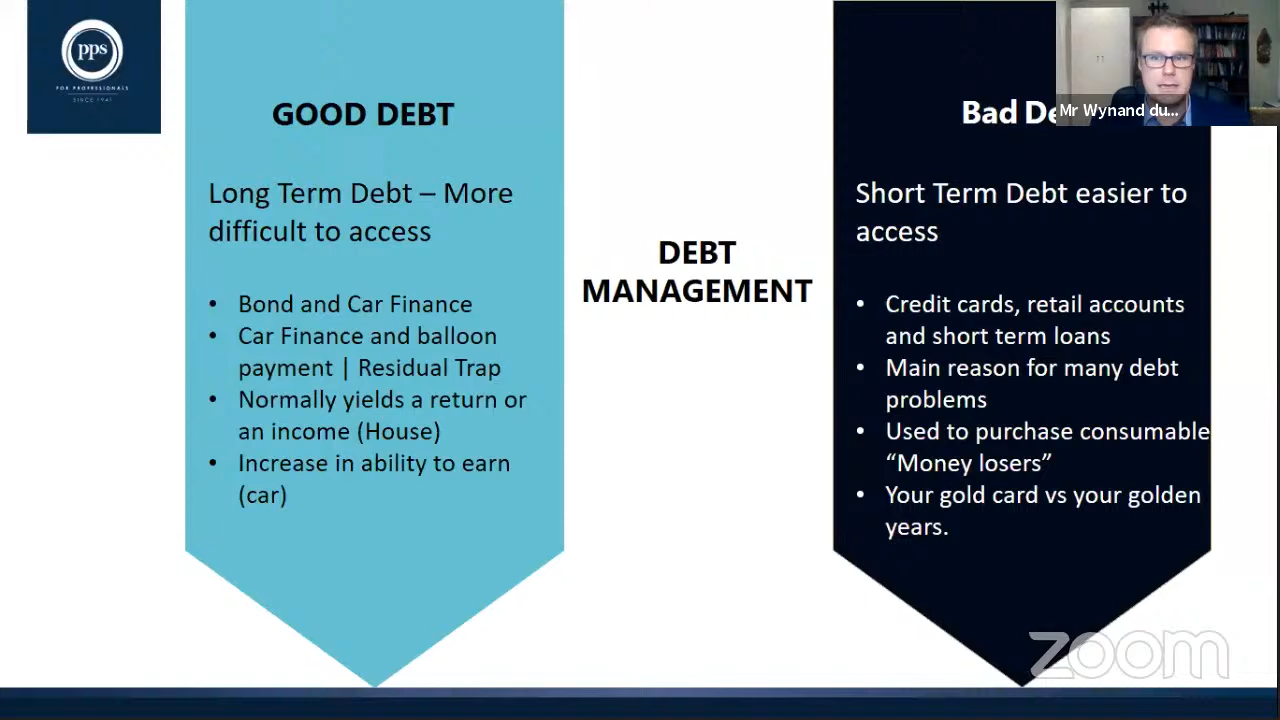 pps
FOR PROFESSIONALS
SINCE 1941
GOOD DEBT
Long Term Debt – More
difficult to access
• Bond and Car Finance
• Car Finance and balloon
payment | Residual Trap
• Normally yields a return or
an income (House)
• Increase in ability to earn
(car)
DEBT
MANAGEMENT
Bad De
Mr Wynand du...
Short Term Debt easier to
access
• Credit cards, retail accounts
and short term loans
• Main reason for many debt
problems
• Used to purchase consumable
“Money losers”
• Your gold card vs your golden
years.
zoom